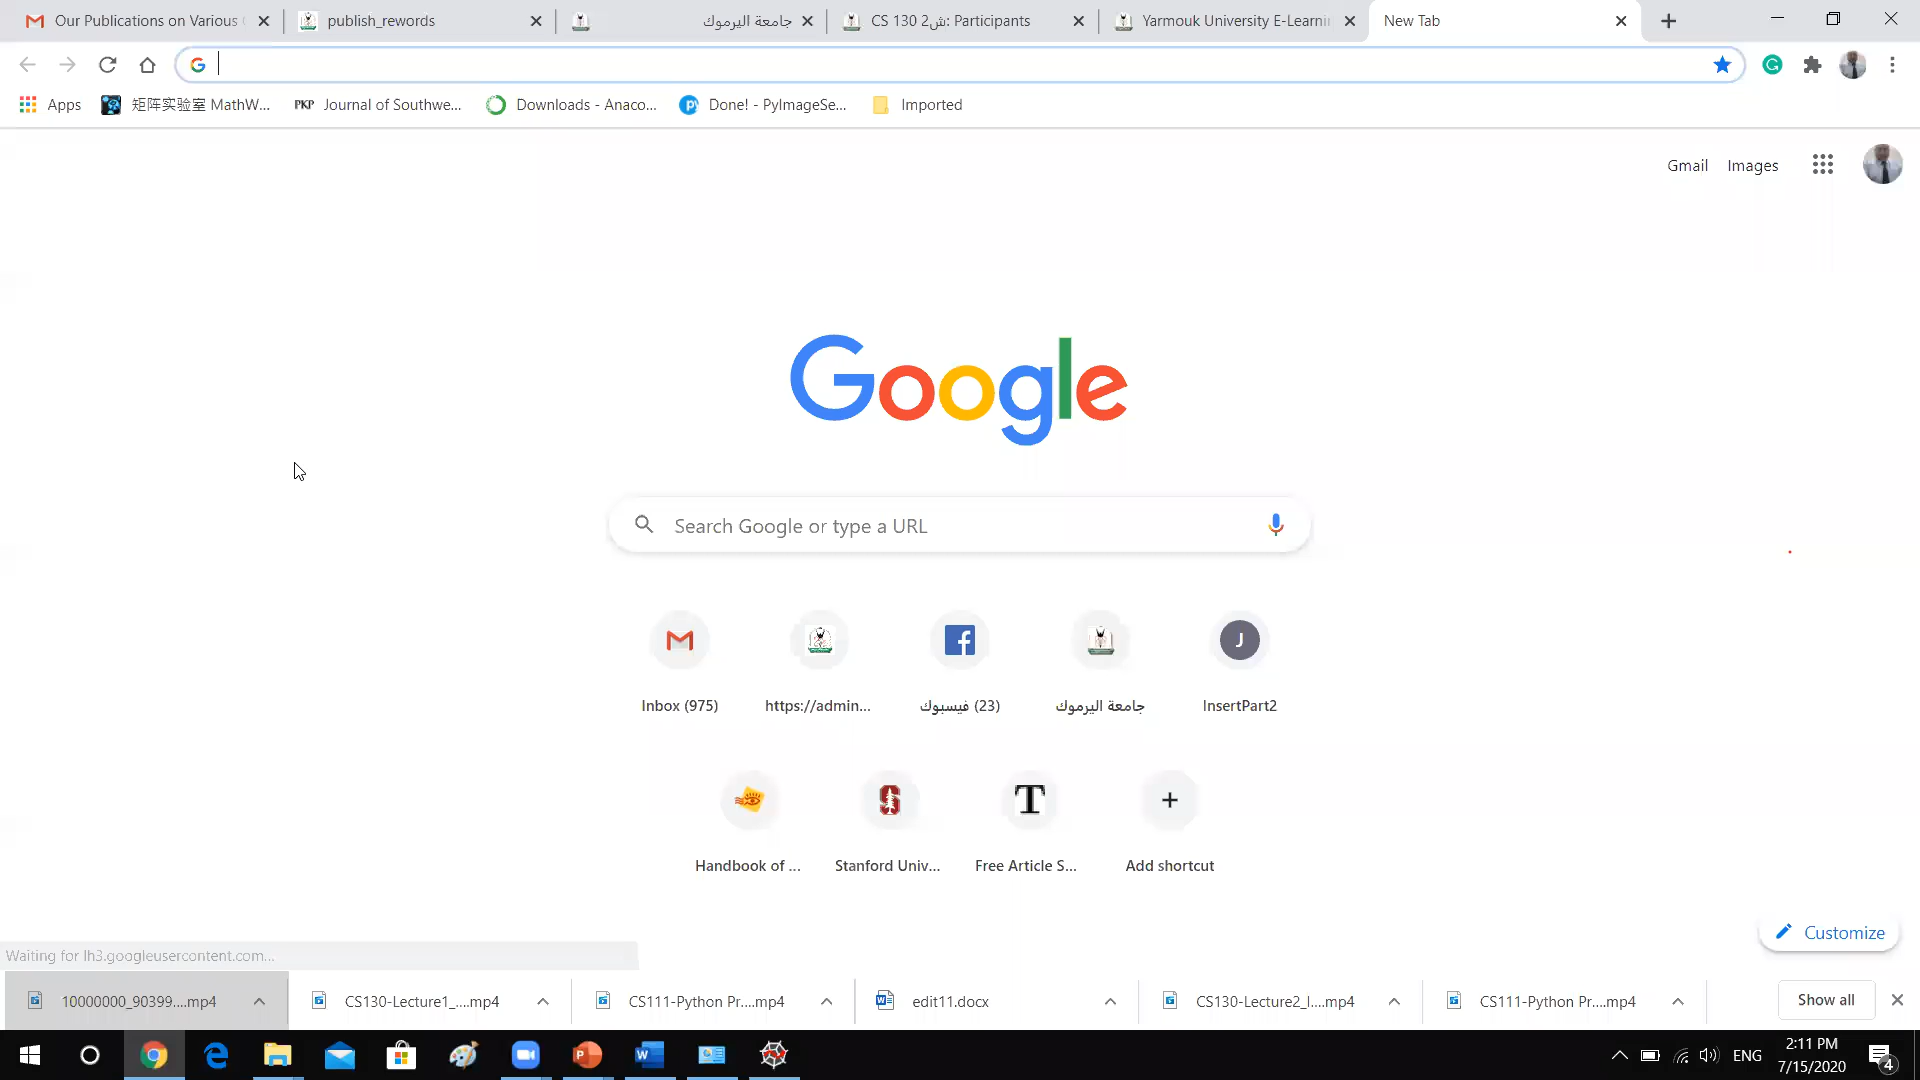 Our Publications on Various
publish_rewords
جامعة اليرموك
CS 130 ش2: Participants
Yarmouk University E-Learni
New Tab
Apps
矩阵实验室 MathW...
PKP
Journal of Southwe...
Downloads - Anaco...
Done! - PyImageSe...
Imported
Gmail
Images
Google
Search Google or type a URL
Inbox (975)
https://admin...
(23) فيسبوك
جامعة اليرموك
J
InsertPart2
Handbook of ...
Stanford Univ...
T
Free Article S...
Add shortcut
Customize
Waiting for lh3.googleusercontent.com...
10000000_90399....mp4
CS130-Lecture1_....mp4
CS111-Python Pr....mp4
edit11.docx
CS130-Lecture2_I....mp4
CS111-Python Pr....mp4
Show all
ENG
2:11 PM
7/15/2020
4